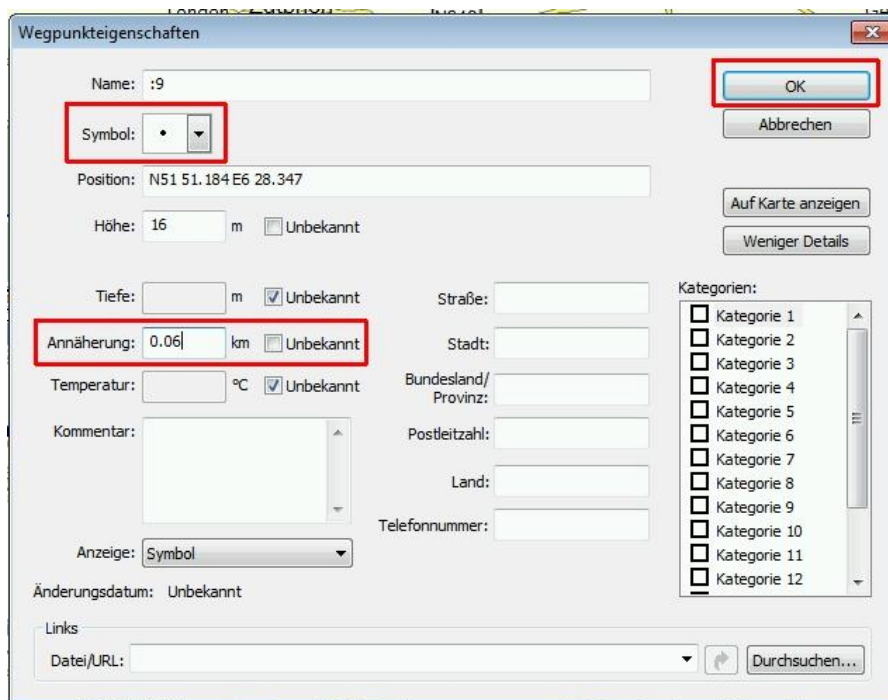 Wegpunkteigenschaften
Name: :9
OK
Symbol:
Abbrechen
Position: N51 51.184 E6 28.347
Auf Karte anzeigen
Höhe: 16 m Unbekannt
Weniger Details
Tiefe: m Unbekannt
Annäherung: 0.06 km Unbekannt
Temperatur: °C Unbekannt
Kommentar:
Anzeige: Symbol
Änderungsdatum: Unbekannt
Straße:
Stadt:
Bundesland/
Provinz:
Postleitzahl:
Land:
Telefonnummer:
Kategorien:
Kategorie 1
Kategorie 2
Kategorie 3
Kategorie 4
Kategorie 5
Kategorie 6
Kategorie 7
Kategorie 8
Kategorie 9
Kategorie 10
Kategorie 11
Kategorie 12
Links
Datei/URL: Durchsuchen...